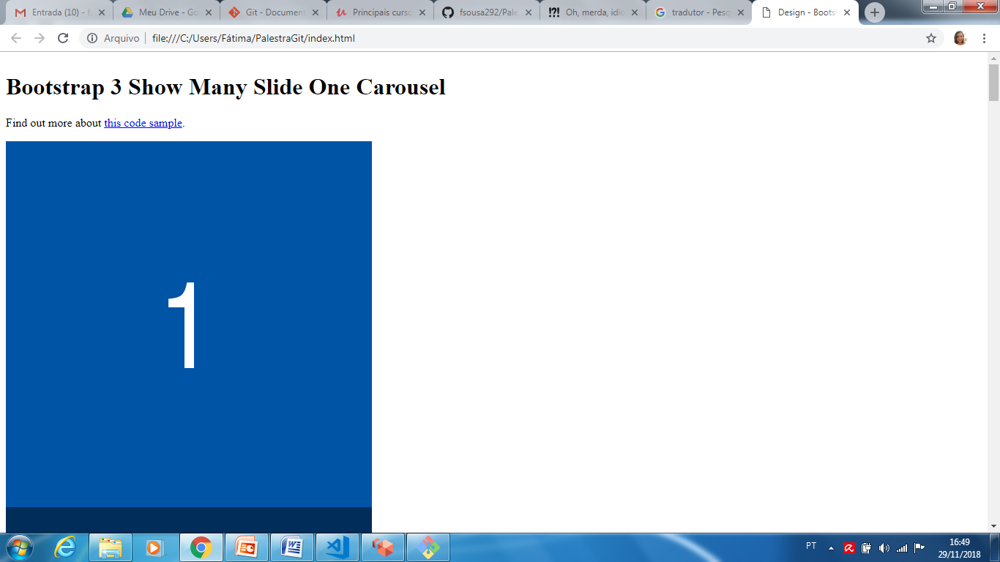 Entrada (10) - f
Meu Drive - Go
Git - Document
Principais curso
fsousa292/Pale
!?! Oh, merda, idio
tradutor - Pesq
Design - Boots
Arquivo file:///C:/Users/Fátima/PalestraGit/index.html
Bootstrap 3 Show Many Slide One Carousel
Find out more about this code sample.
1
PT
16:49
29/11/2018